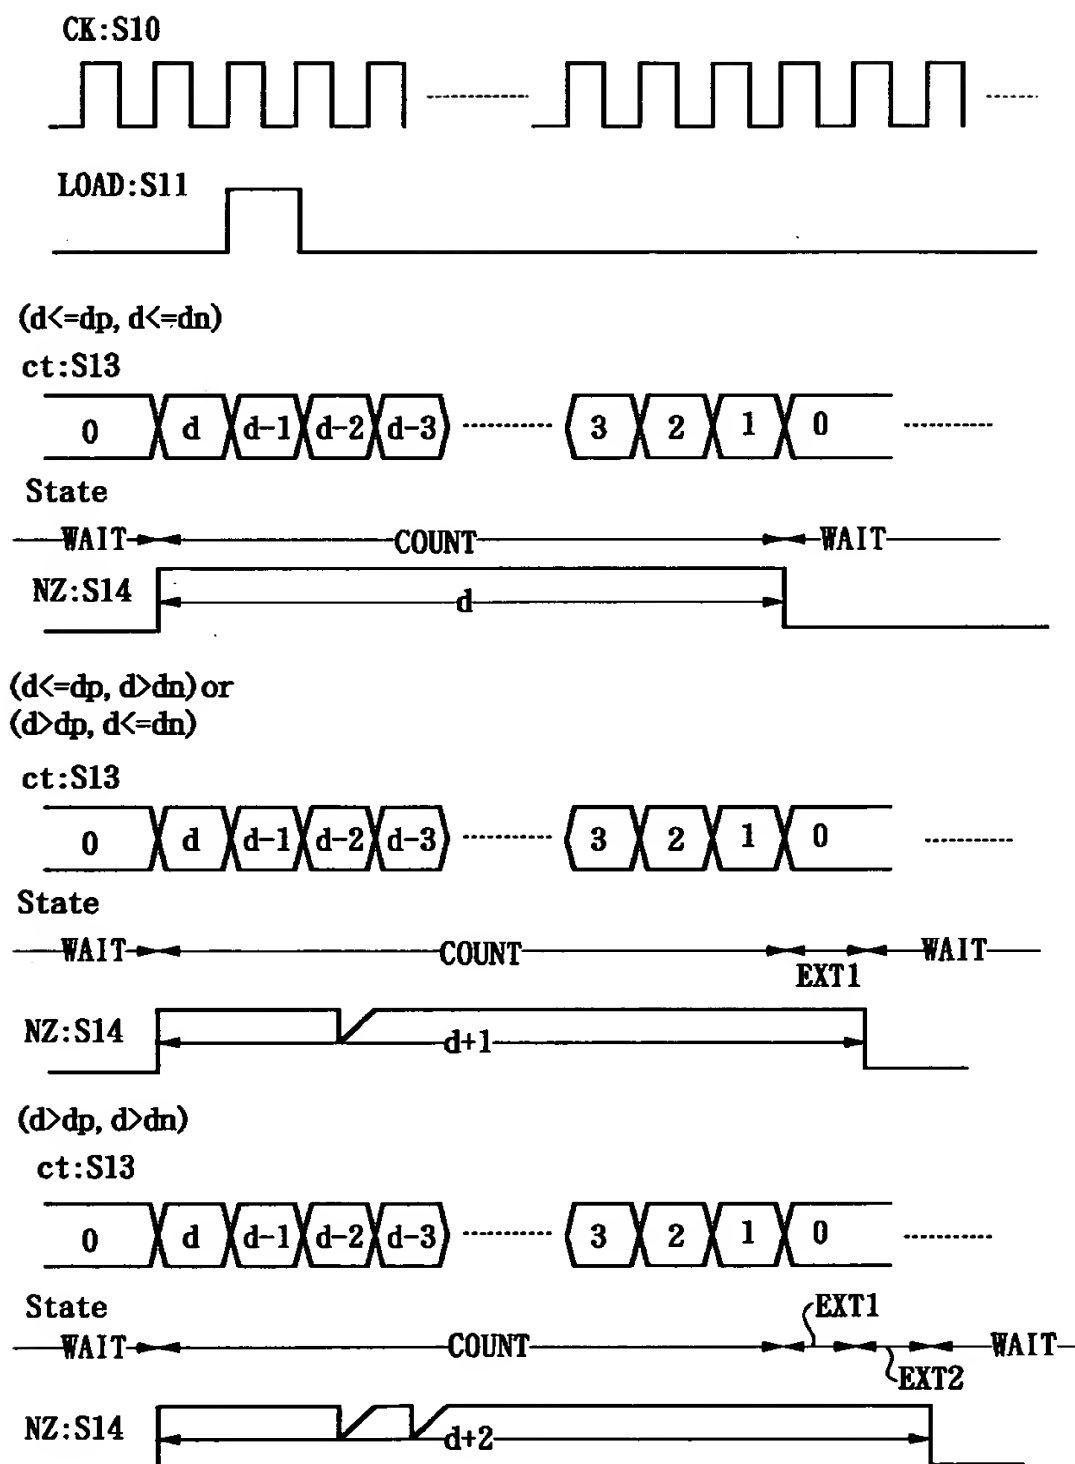 CK:S10
LOAD:S11
(d<=dp, d<=dn)
ct:S13
0 d d-1 d-2 d-3 3 2 1 0
State
WAIT COUNT WAIT
NZ:S14 d
(d<=dp, d>dn) or
(d>dp, d<=dn)
ct:S13
0 d d-1 d-2 d-3 3 2 1 0
State
WAIT COUNT WAIT
EXT1
NZ:S14 d+1
(d>dp, d>dn)
ct:S13
0 d d-1 d-2 d-3 3 2 1 0
State EXT1
WAIT COUNT WAIT
EXT2
NZ:S14 d+2